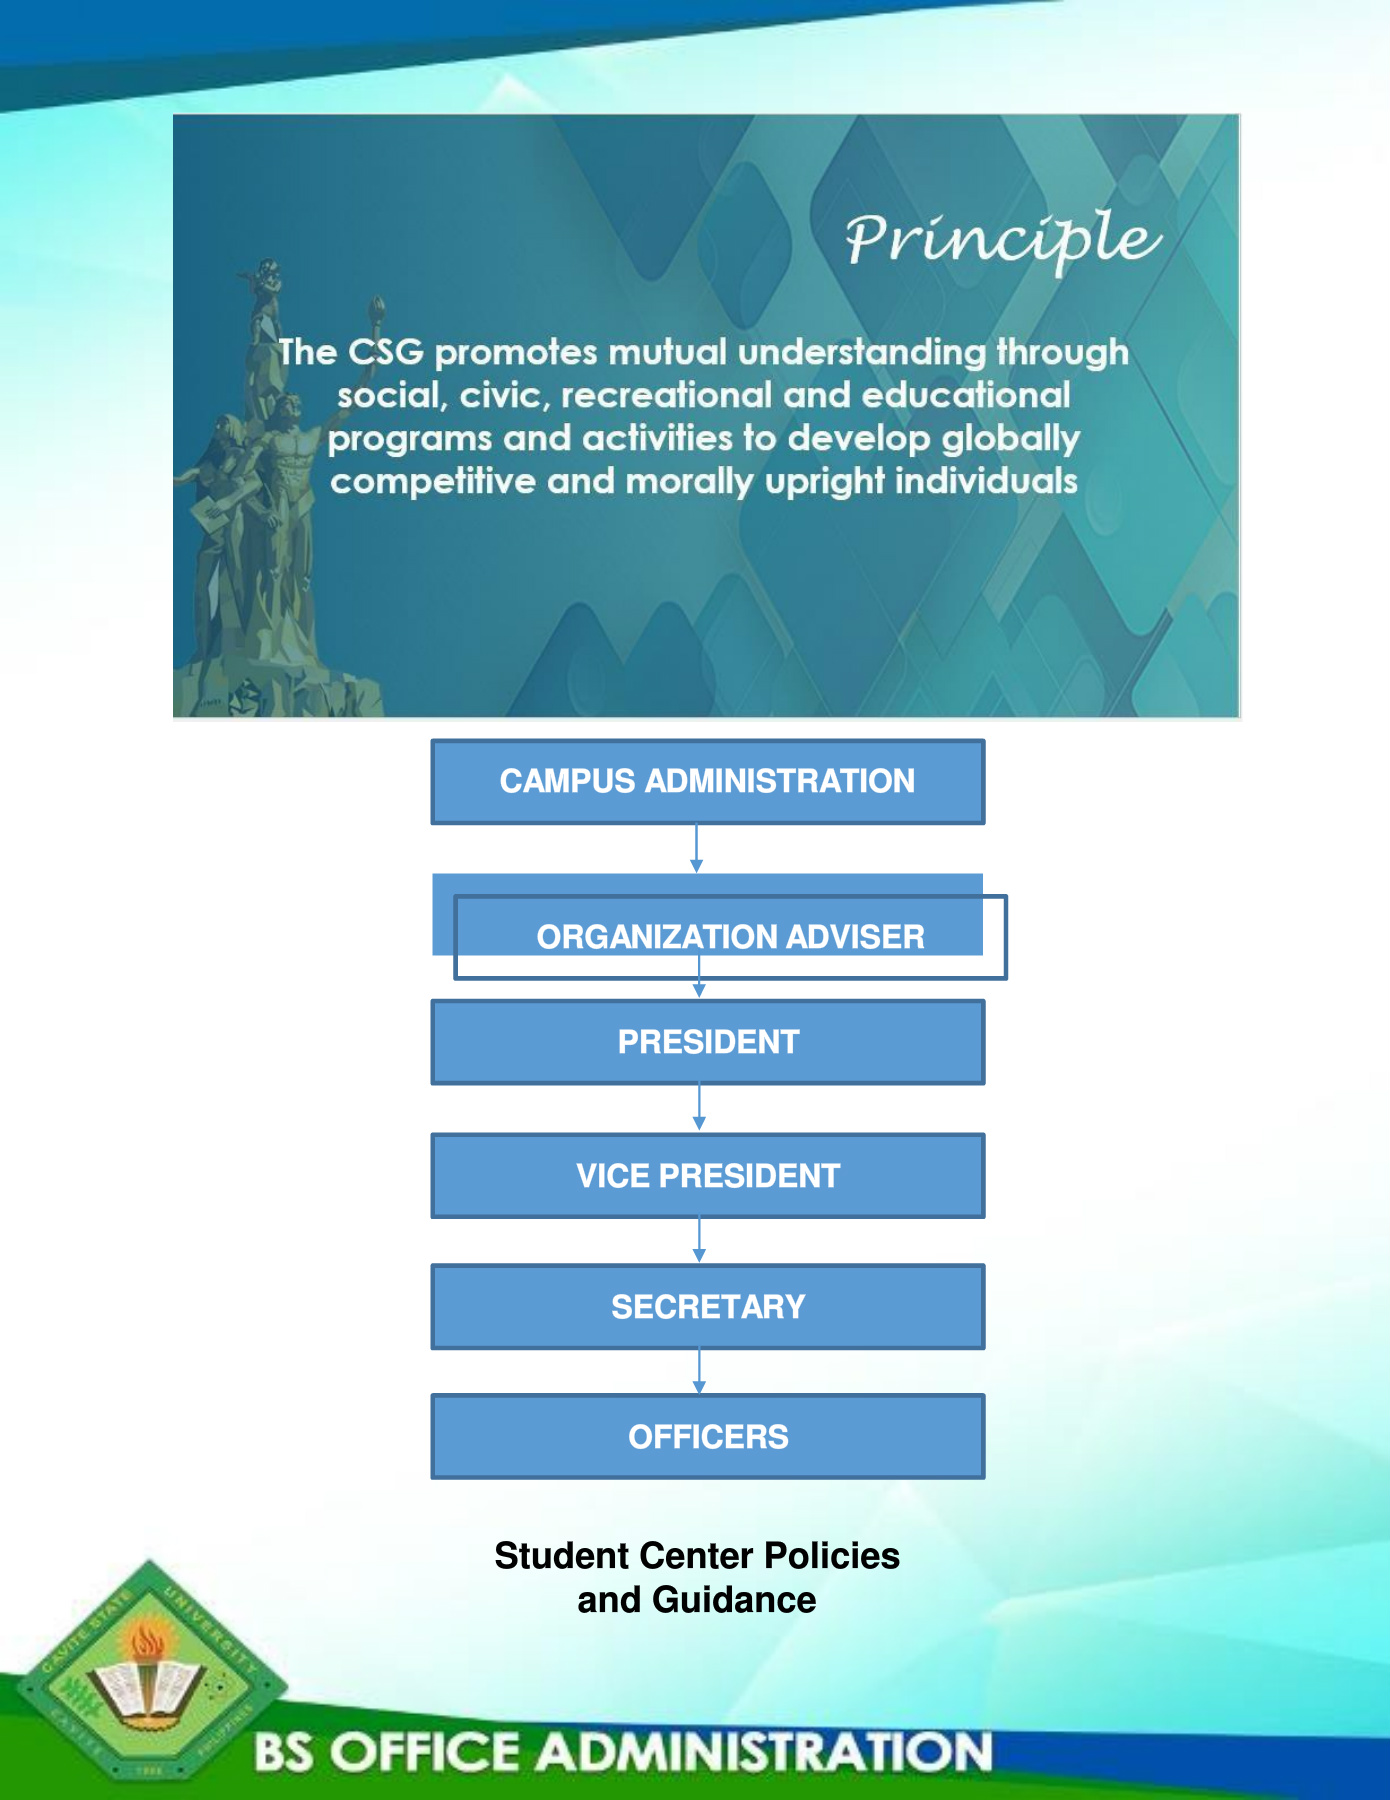 Principle
The CSG promotes mutual understanding through
social, civic, recreational and educational
programs and activities to develop globally
competitive and morally upright individuals
CAMPUS ADMINISTRATION
ORGANIZATION ADVISER
PRESIDENT
VICE PRESIDENT
SECRETARY
OFFICERS
Student Center Policies
and Guidance
CAVITE STATE UNIVERSITY
CAVITE
PHILIPPINES
BS OFFICE ADMINISTRATION